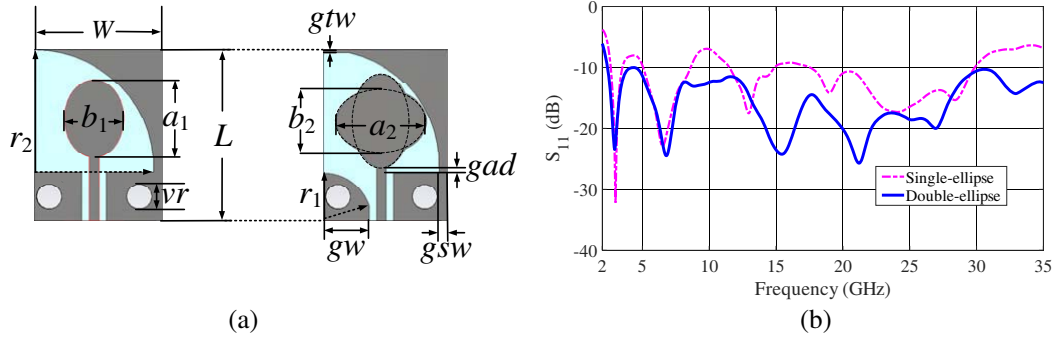 W
gtw
r2
b1
a1
L
b2
a2
gad
vr
r1
gw
gsw
(a)
0
-10
-20
-30
-40
S11 (dB)
Single-ellipse
Double-ellipse
2 5 10 15 20 25 30 35
Frequency (GHz)
(b)